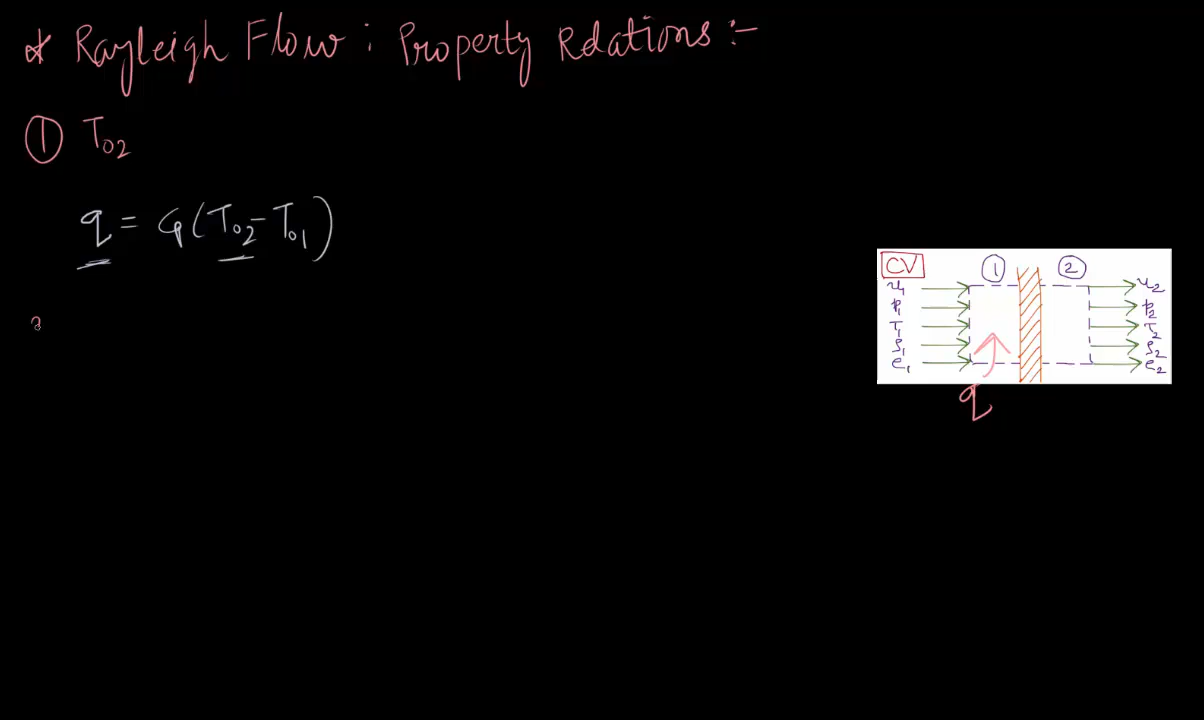 * Rayleigh Flow : Property Relations :-
① T₀₂
q = Cp(T₀₂ - T₀₁)
CV ① ②
u₁ u₂
p₁ p₂
T₁ T₂
ρ₁ ρ₂
e₁ e₂
q